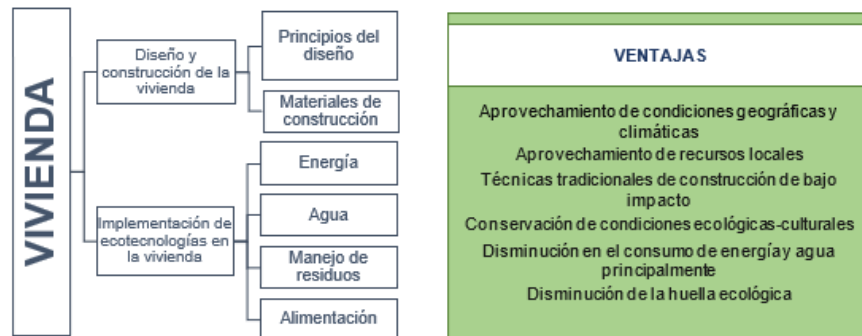 VIVIENDA
Diseño y
construcción de la
vivienda
Principios del
diseño
Materiales de
construcción
Implementación de
ecotecnologías en
la vivienda
Energía
Agua
Manejo de
residuos
Alimentación
VENTAJAS
Aprovechamiento de condiciones geográficas y
climáticas
Aprovechamiento de recursos locales
Técnicas tradicionales de construcción de bajo
impacto
Conservación de condiciones ecológicas-culturales
Disminución en el consumo de energía y agua
principalmente
Disminución de la huella ecológica